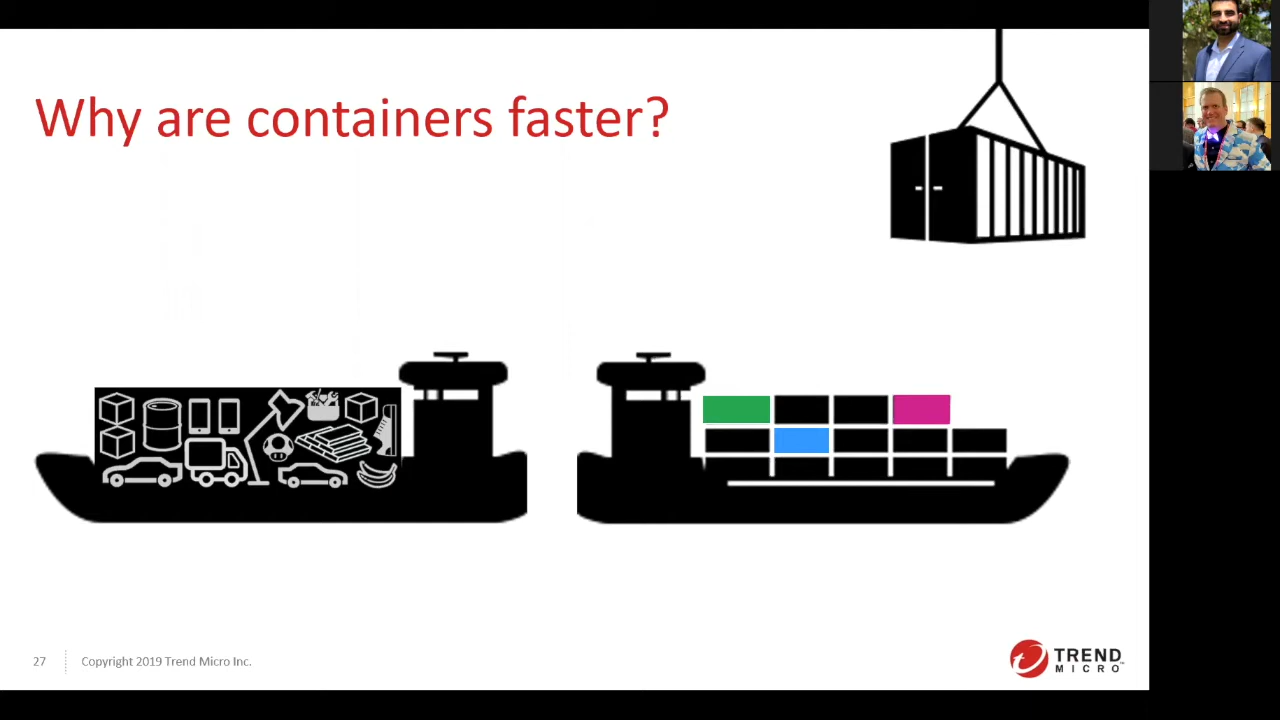 Why are containers faster?
27
Copyright 2019 Trend Micro Inc.
TREND
MICRO